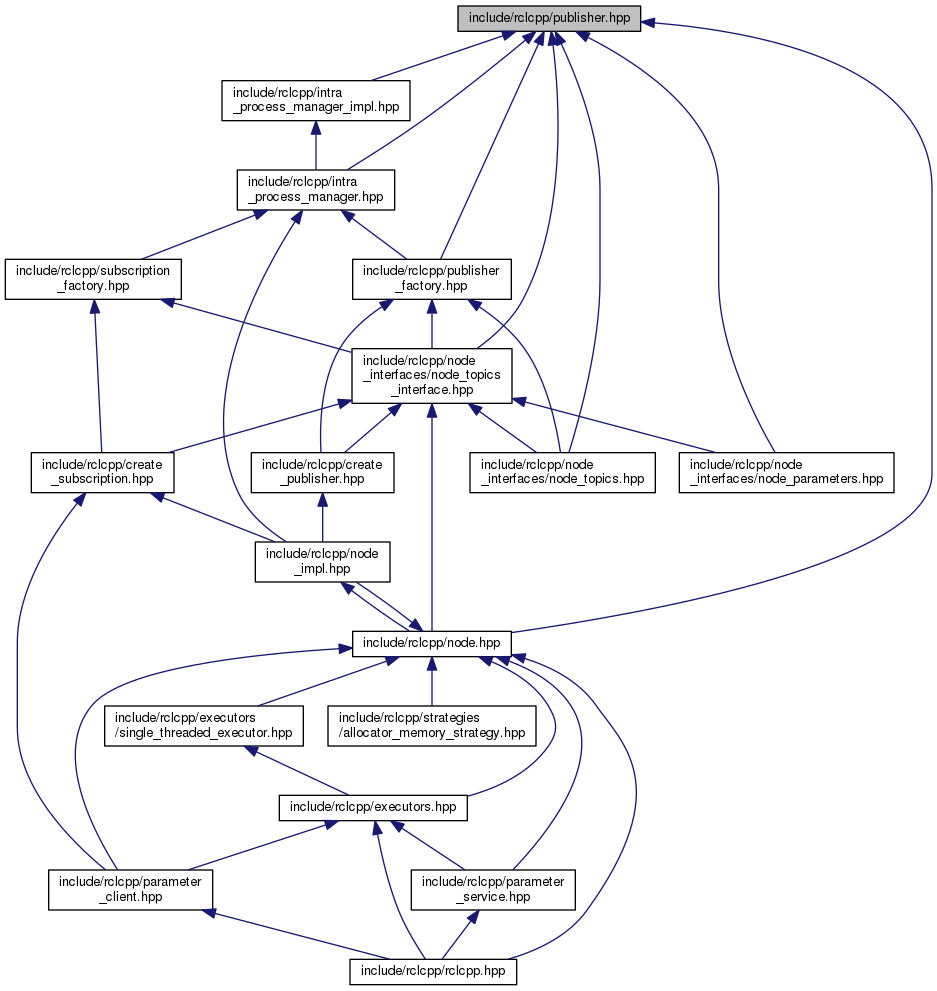 include/rclcpp/publisher.hpp
include/rclcpp/intra
_process_manager_impl.hpp
include/rclcpp/intra
_process_manager.hpp
include/rclcpp/subscription
_factory.hpp
include/rclcpp/publisher
_factory.hpp
include/rclcpp/node
_interfaces/node_topics
_interface.hpp
include/rclcpp/create
_subscription.hpp
include/rclcpp/create
_publisher.hpp
include/rclcpp/node
_interfaces/node_topics.hpp
include/rclcpp/node
_interfaces/node_parameters.hpp
include/rclcpp/node
_impl.hpp
include/rclcpp/node.hpp
include/rclcpp/executors
/single_threaded_executor.hpp
include/rclcpp/strategies
/allocator_memory_strategy.hpp
include/rclcpp/executors.hpp
include/rclcpp/parameter
_client.hpp
include/rclcpp/parameter
_service.hpp
include/rclcpp/rclcpp.hpp